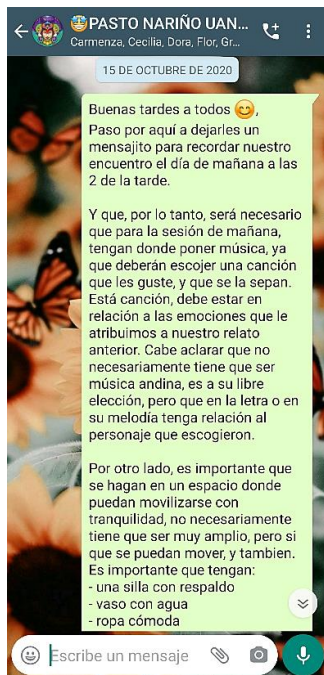 PASTO NARIÑO UAN...
Carmenza, Cecilia, Dora, Flor, Gr...
15 DE OCTUBRE DE 2020
Buenas tardes a todos 😊,
Paso por aquí a dejarles un
mensajito para recordar nuestro
encuentro el día de mañana a las
2 de la tarde.
Y que, por lo tanto, será necesario
que para la sesión de mañana,
tengan donde poner música, ya
que deberán escojer una canción
que les guste, y que se la sepan.
Está canción, debe estar en
relación a las emociones que le
atribuimos a nuestro relato
anterior. Cabe aclarar que no
necesariamente tiene que ser
música andina, es a su libre
elección, pero que en la letra o en
su melodía tenga relación al
personaje que escogieron.
Por otro lado, es importante que
se hagan en un espacio donde
puedan movilizarse con
tranquilidad, no necesariamente
tiene que ser muy amplio, pero si
que se puedan mover, y tambien.
Es importante que tengan:
- una silla con respaldo
- vaso con agua
- ropa cómoda
Escribe un mensaje